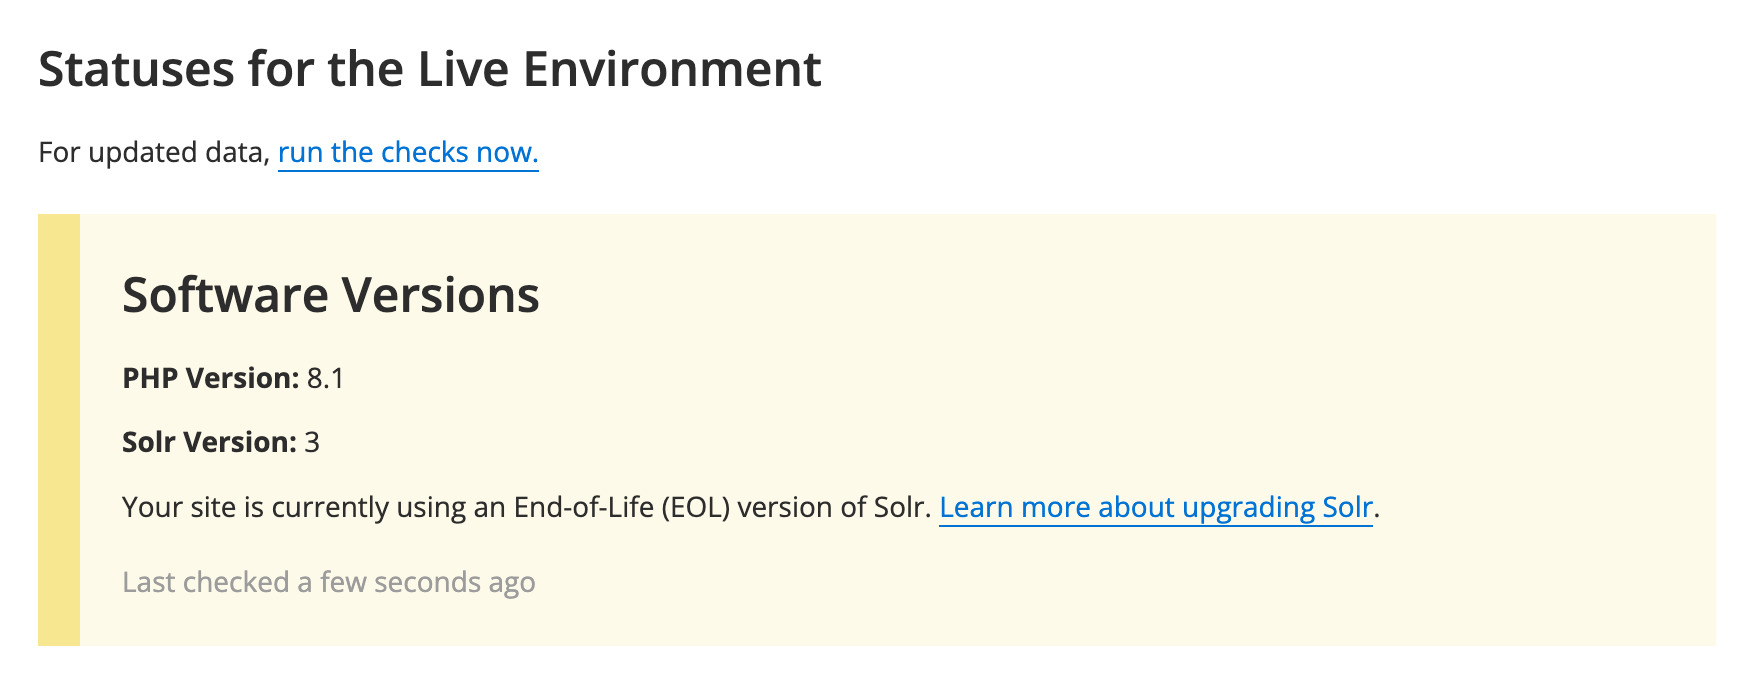 Statuses for the Live Environment
For updated data, run the checks now.
Software Versions
PHP Version: 8.1
Solr Version: 3
Your site is currently using an End-of-Life (EOL) version of Solr. Learn more about upgrading Solr.
Last checked a few seconds ago